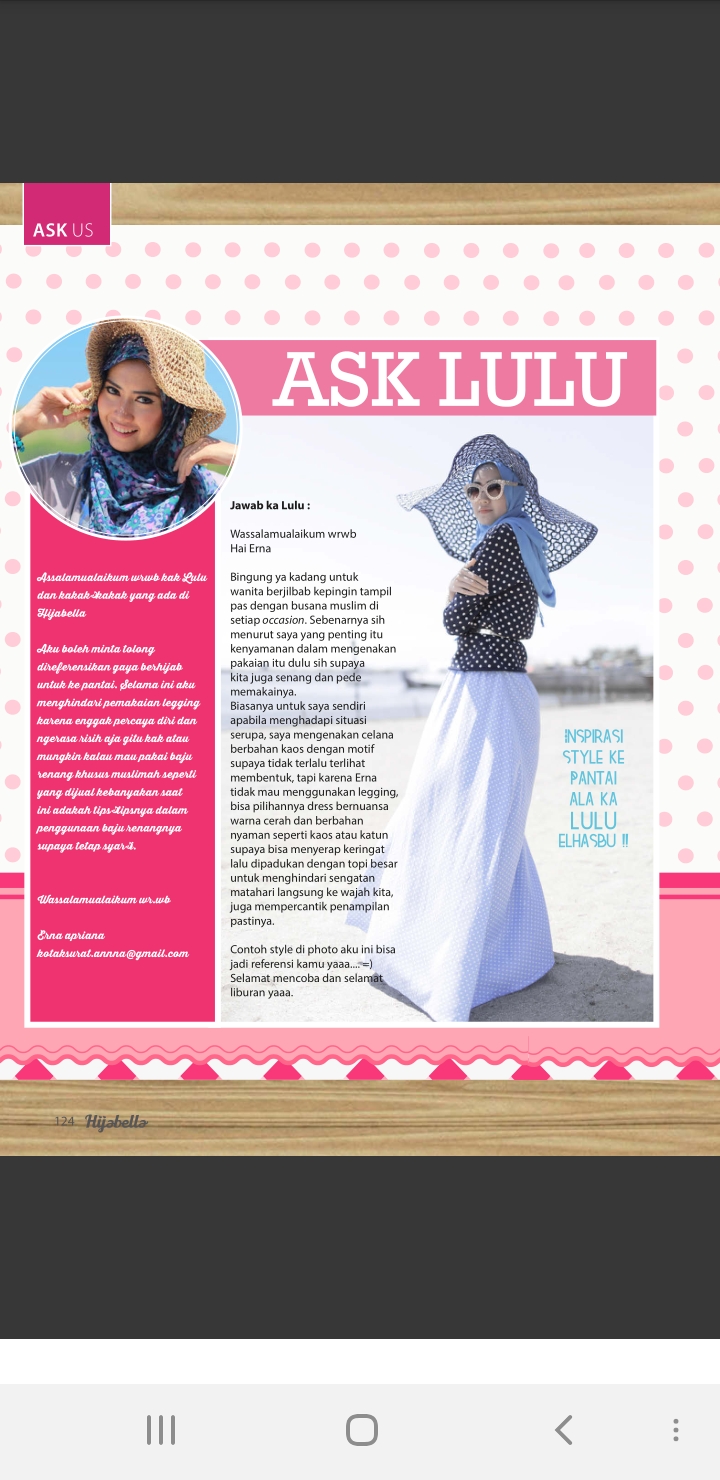 ASK US
ASK LULU
Assalamualaikum wrwb kak Lulu
dan kakak-kakak yang ada di
Hijabella
Aku boleh minta tolong
direferensikan gaya berhijab
untuk ke pantai. Selama ini aku
menghindari pemakaian legging
karena enggak percaya diri dan
ngerasa risih aja gitu kak atau
mungkin kalau mau pakai baju
renang khusus muslimah seperti
yang dijual kebanyakan saat
ini adakah tips-tipsnya dalam
penggunaan baju renangnya
supaya tetap syar'i.
Wassalamualaikum wr.wb
Erna apriana
kotaksurat.annna@gmail.com
Jawab ka Lulu :
Wassalamualaikum wrwb
Hai Erna
Bingung ya kadang untuk
wanita berjilbab kepingin tampil
pas dengan busana muslim di
setiap occasion. Sebenarnya sih
menurut saya yang penting itu
kenyamanan dalam mengenakan
pakaian itu dulu sih supaya
kita juga senang dan pede
memakainya.
Biasanya untuk saya sendiri
apabila menghadapi situasi
serupa, saya mengenakan celana
berbahan kaos dengan motif
supaya tidak terlalu terlihat
membentuk, tapi karena Erna
tidak mau menggunakan legging,
bisa pilihannya dress bernuansa
warna cerah dan berbahan
nyaman seperti kaos atau katun
supaya bisa menyerap keringat
lalu dipadukan dengan topi besar
untuk menghindari sengatan
matahari langsung ke wajah kita,
juga mempercantik penampilan
pastinya.
Contoh style di photo aku ini bisa
jadi referensi kamu yaaa.... =)
Selamat mencoba dan selamat
liburan yaaa.
INSPIRASI
STYLE KE
PANTAI
ALA KA
LULU
ELHASBU !!
124 Hijabella